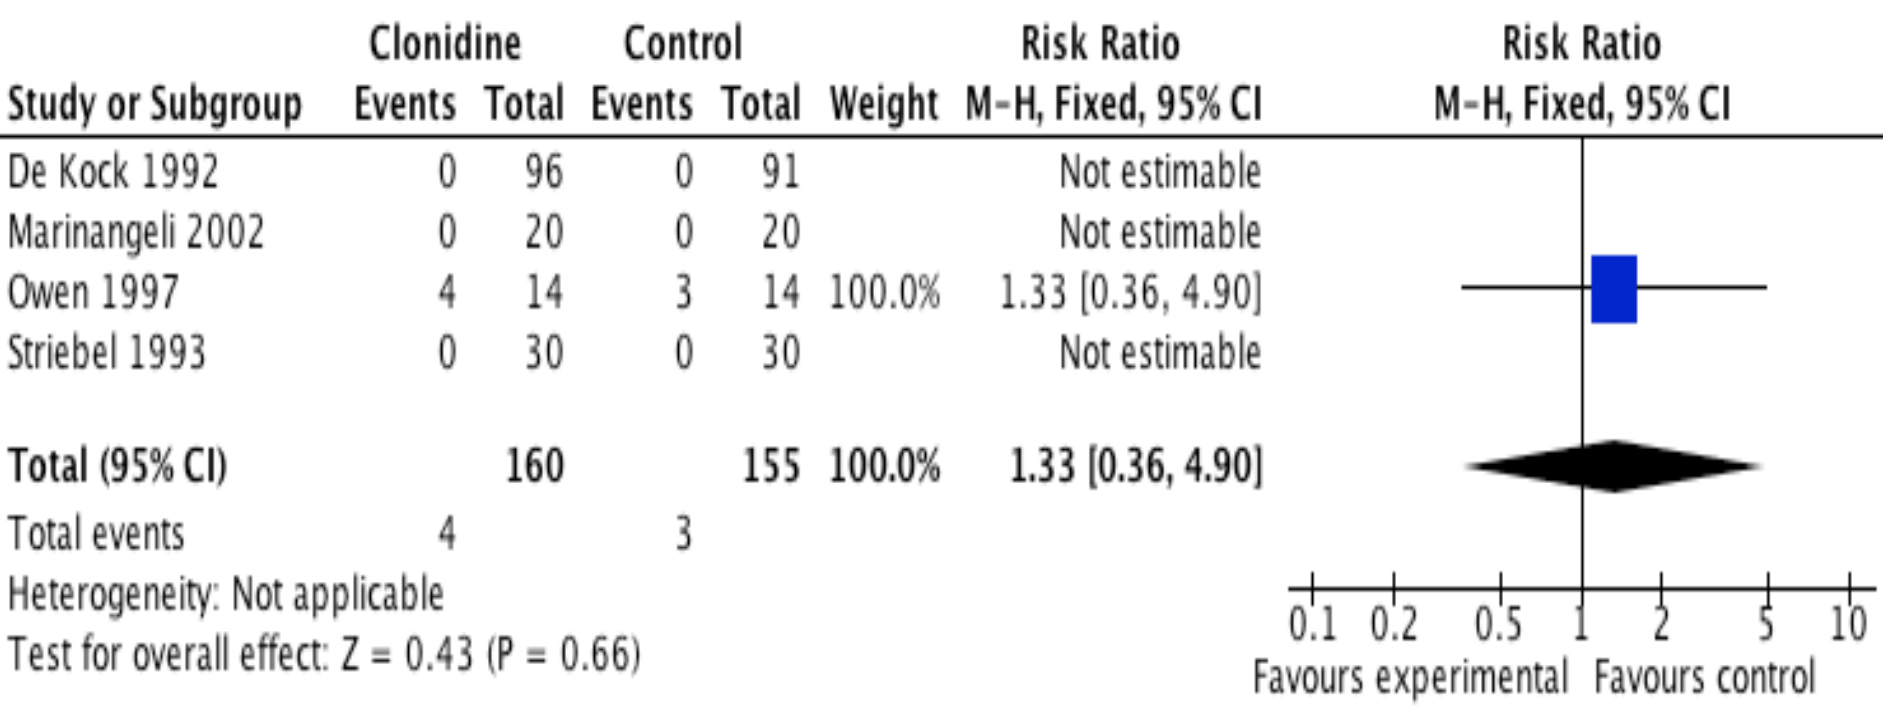 Clonidine Control Risk Ratio Risk Ratio
Study or Subgroup Events Total Events Total Weight M-H, Fixed, 95% CI M-H, Fixed, 95% CI
De Kock 1992 0 96 0 91 Not estimable
Marinangeli 2002 0 20 0 20 Not estimable
Owen 1997 4 14 3 14 100.0% 1.33 [0.36, 4.90]
Striebel 1993 0 30 0 30 Not estimable
Total (95% CI) 160 155 100.0% 1.33 [0.36, 4.90]
Total events 4 3
Heterogeneity: Not applicable
Test for overall effect: Z = 0.43 (P = 0.66)
0.1 0.2 0.5 1 2 5 10
Favours experimental Favours control